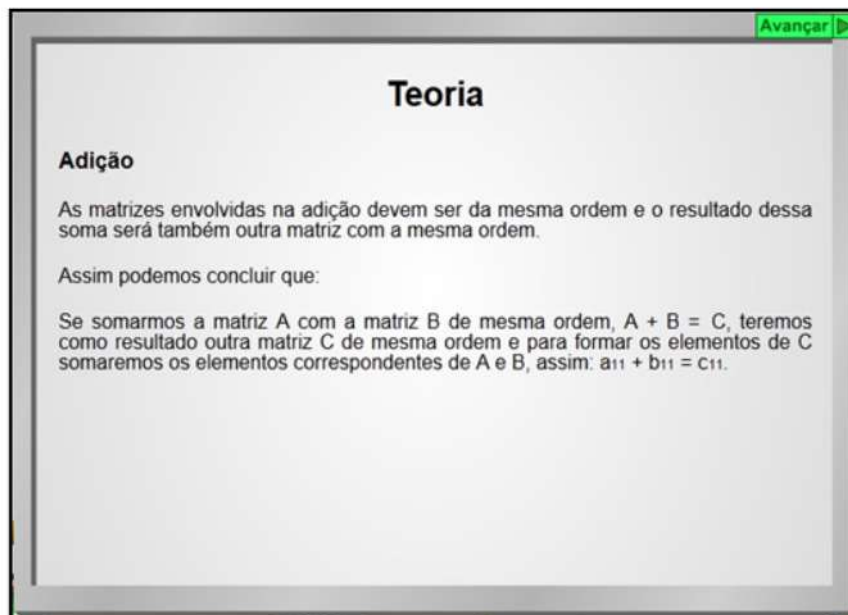 Avançar
Teoria
Adição
As matrizes envolvidas na adição devem ser da mesma ordem e o resultado dessa
soma será também outra matriz com a mesma ordem.
Assim podemos concluir que:
Se somarmos a matriz A com a matriz B de mesma ordem, A + B = C, teremos
como resultado outra matriz C de mesma ordem e para formar os elementos de C
somaremos os elementos correspondentes de A e B, assim: a₁₁ + b₁₁ = c₁₁.